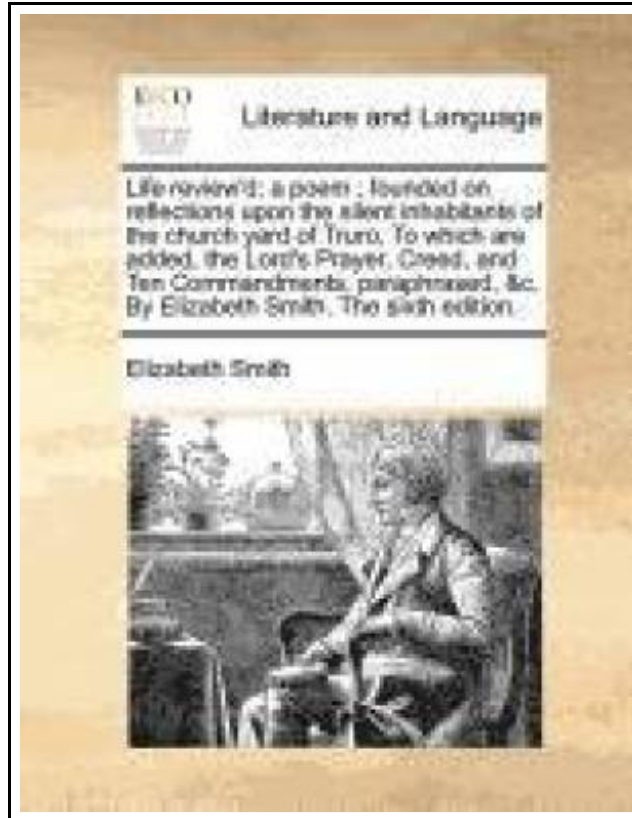 ECCO
Literature and Language
Life review'd; a poem ; founded on
reflections upon the silent inhabitants of
the church yard of Truro. To which are
added, the Lord's Prayer, Creed, and
Ten Commandments, paraphrased, &c.
By Elizabeth Smith. The sixth edition.
Elizabeth Smith